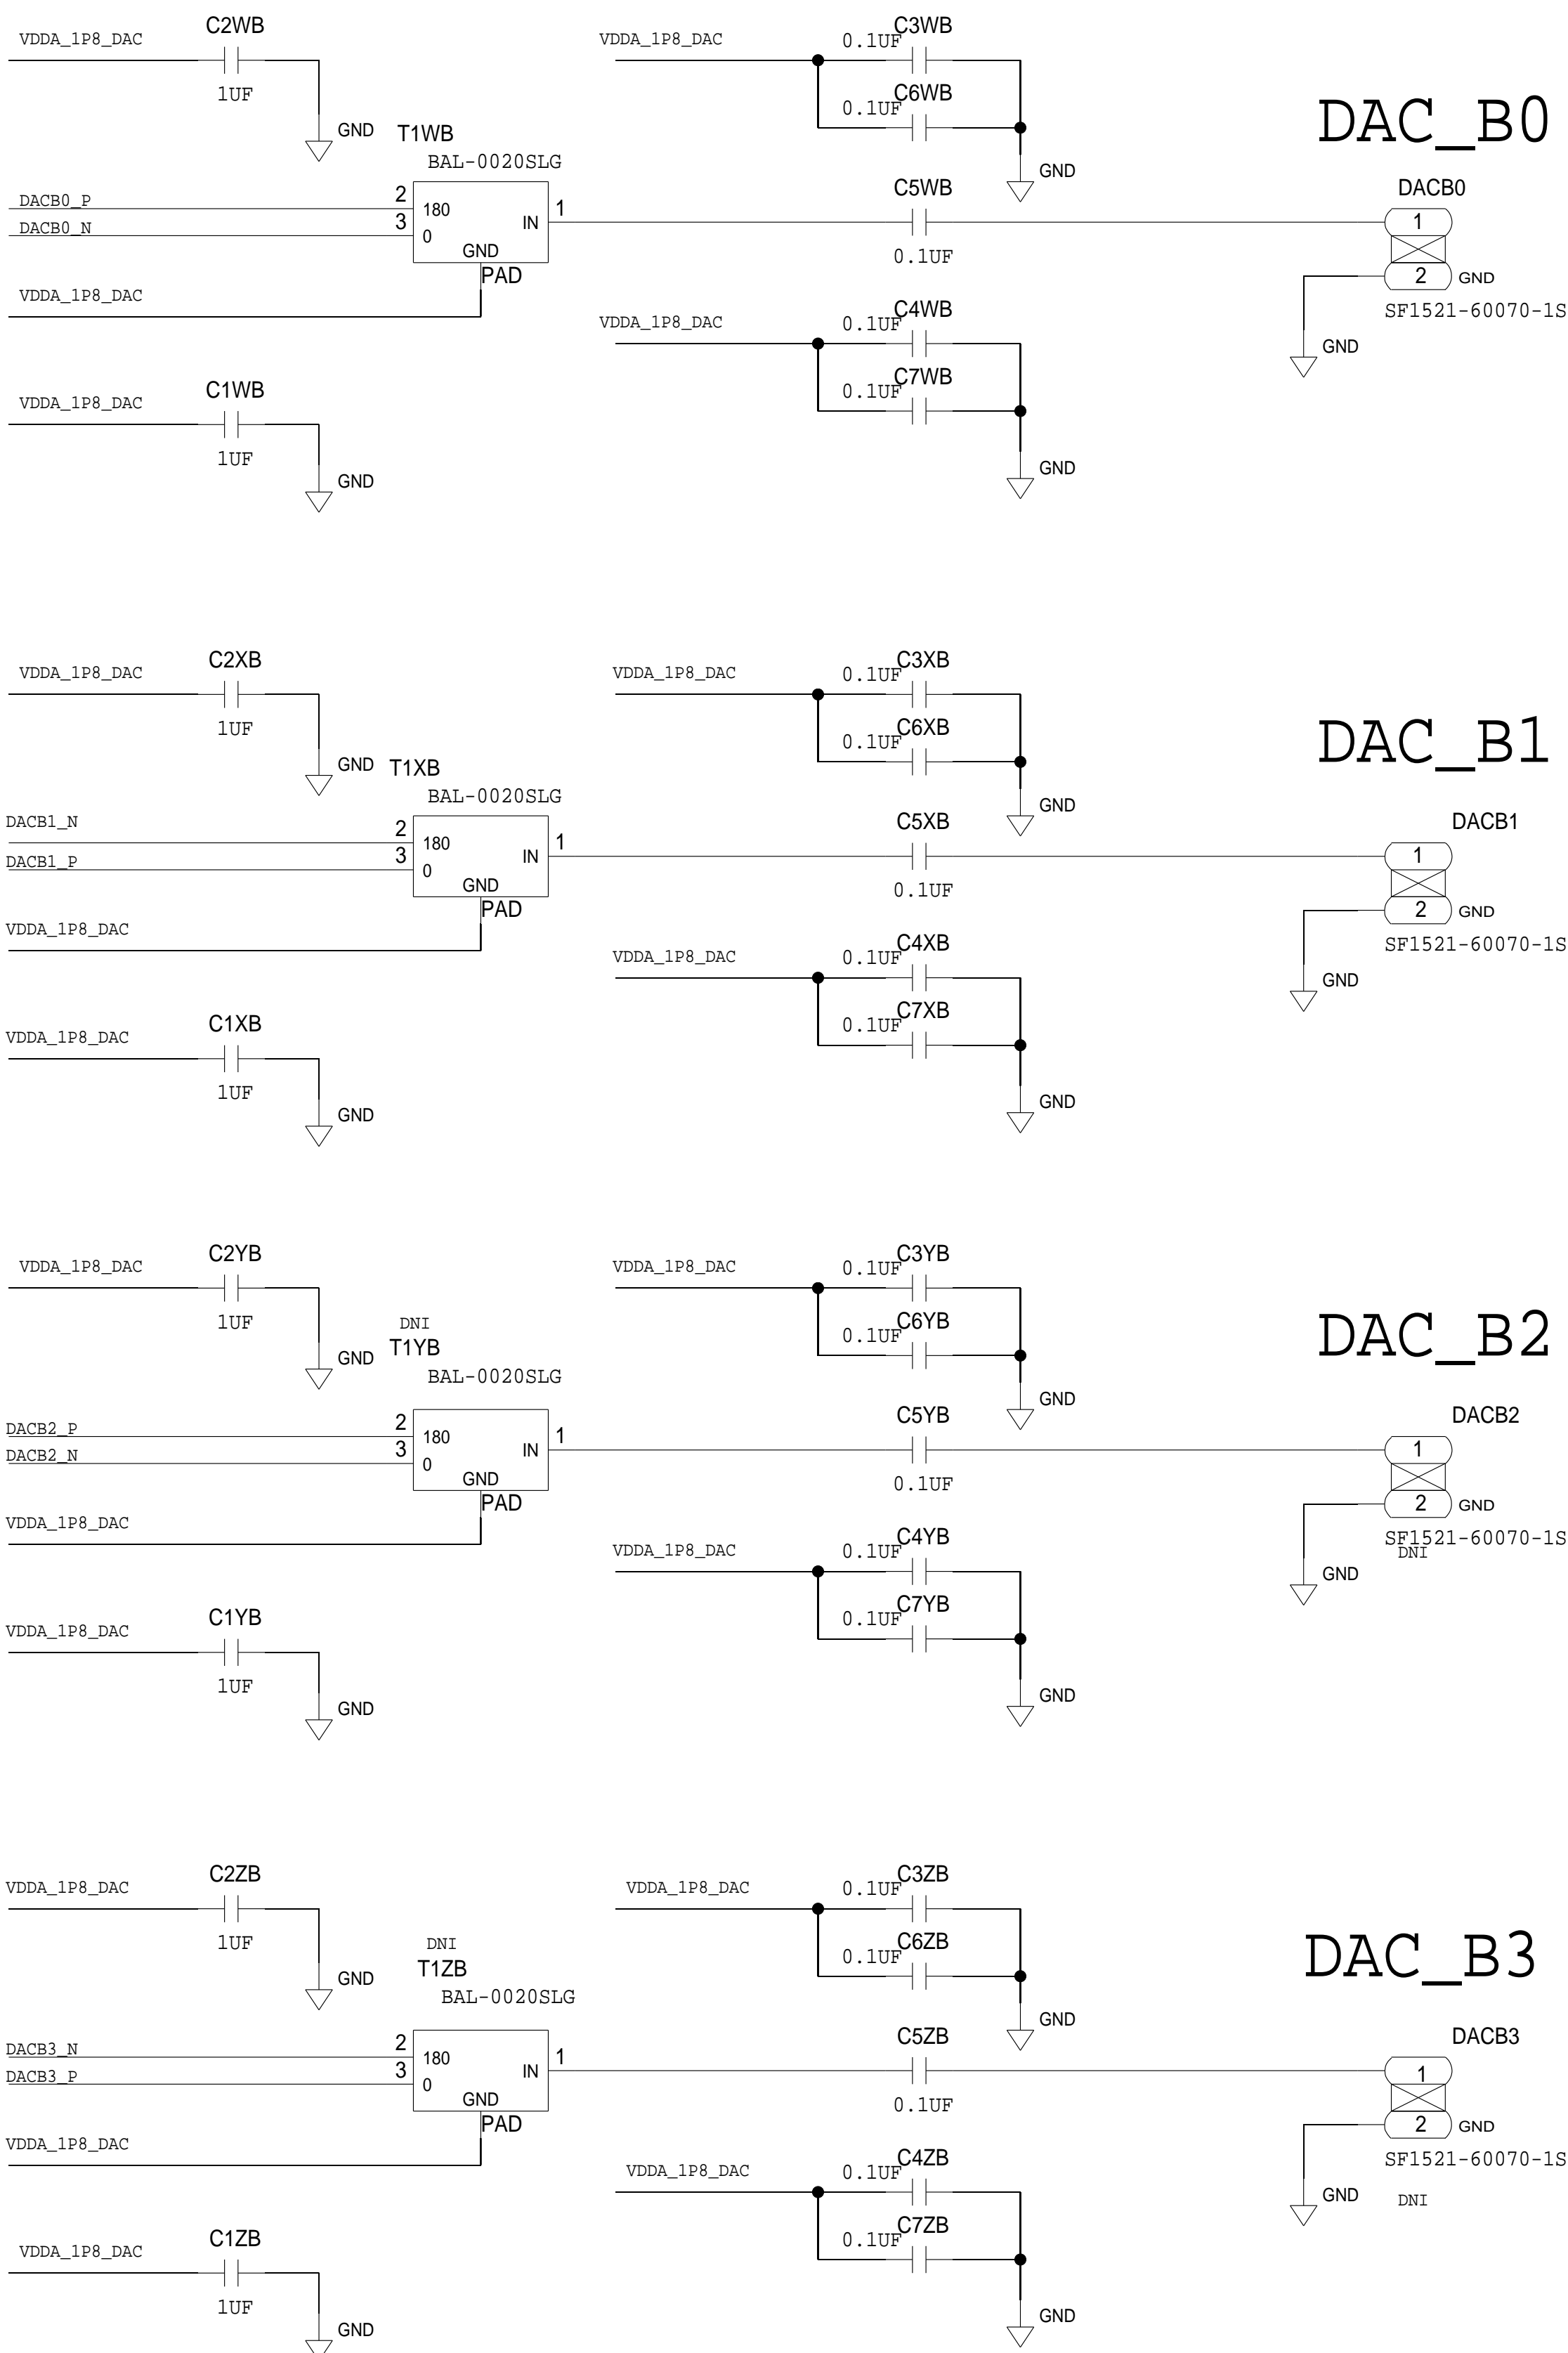 C2WB
C3WB
VDDA_1P8_DAC
VDDA_1P8_DAC
0.1UF
1UF
C6WB
0.1UF
DAC_B0
GND
T1WB
BAL-0020SLG
GND
C5WB
DACB0
DACB0_P
2
180
IN
1
1
DACB0_N
3
0
GND
0.1UF
PAD
2
GND
VDDA_1P8_DAC
SF1521-60070-1S
C4WB
VDDA_1P8_DAC
0.1UF
GND
C7WB
0.1UF
C1WB
VDDA_1P8_DAC
1UF
GND
GND
C2XB
C3XB
VDDA_1P8_DAC
VDDA_1P8_DAC
0.1UF
1UF
C6XB
0.1UF
DAC_B1
GND
T1XB
BAL-0020SLG
GND
C5XB
DACB1
DACB1_N
2
180
IN
1
1
DACB1_P
3
0
GND
0.1UF
PAD
2
GND
VDDA_1P8_DAC
SF1521-60070-1S
C4XB
VDDA_1P8_DAC
0.1UF
GND
C7XB
0.1UF
C1XB
VDDA_1P8_DAC
1UF
GND
GND
C2YB
C3YB
VDDA_1P8_DAC
VDDA_1P8_DAC
0.1UF
1UF
C6YB
0.1UF
DAC_B2
DNI
T1YB
GND
BAL-0020SLG
GND
C5YB
DACB2
DACB2_P
2
180
IN
1
1
DACB2_N
3
0
GND
0.1UF
PAD
2
GND
VDDA_1P8_DAC
SF1521-60070-1S
DNI
C4YB
VDDA_1P8_DAC
0.1UF
GND
C7YB
0.1UF
C1YB
VDDA_1P8_DAC
1UF
GND
GND
C2ZB
C3ZB
VDDA_1P8_DAC
VDDA_1P8_DAC
0.1UF
1UF
C6ZB
0.1UF
DAC_B3
DNI
T1ZB
GND
BAL-0020SLG
GND
C5ZB
DACB3
DACB3_N
2
180
IN
1
1
DACB3_P
3
0
GND
0.1UF
PAD
2
GND
VDDA_1P8_DAC
SF1521-60070-1S
C4ZB
VDDA_1P8_DAC
0.1UF
GND
DNI
C7ZB
0.1UF
C1ZB
VDDA_1P8_DAC
1UF
GND
GND